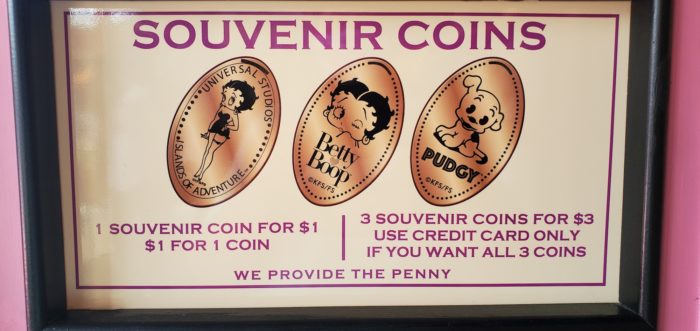 SOUVENIR COINS
UNIVERSAL STUDIOS
ISLANDS OF ADVENTURE
Betty
Boop
©KFS/FS
PUDGY
©KFS/FS
1 SOUVENIR COIN FOR $1
$1 FOR 1 COIN
3 SOUVENIR COINS FOR $3
USE CREDIT CARD ONLY
IF YOU WANT ALL 3 COINS
WE PROVIDE THE PENNY